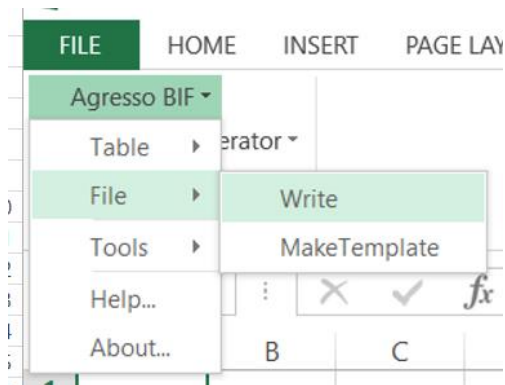 FILE HOME INSERT PAGE LAY
Agresso BIF
Table erator
File Write
Tools MakeTemplate
Help...
fx
About... B C